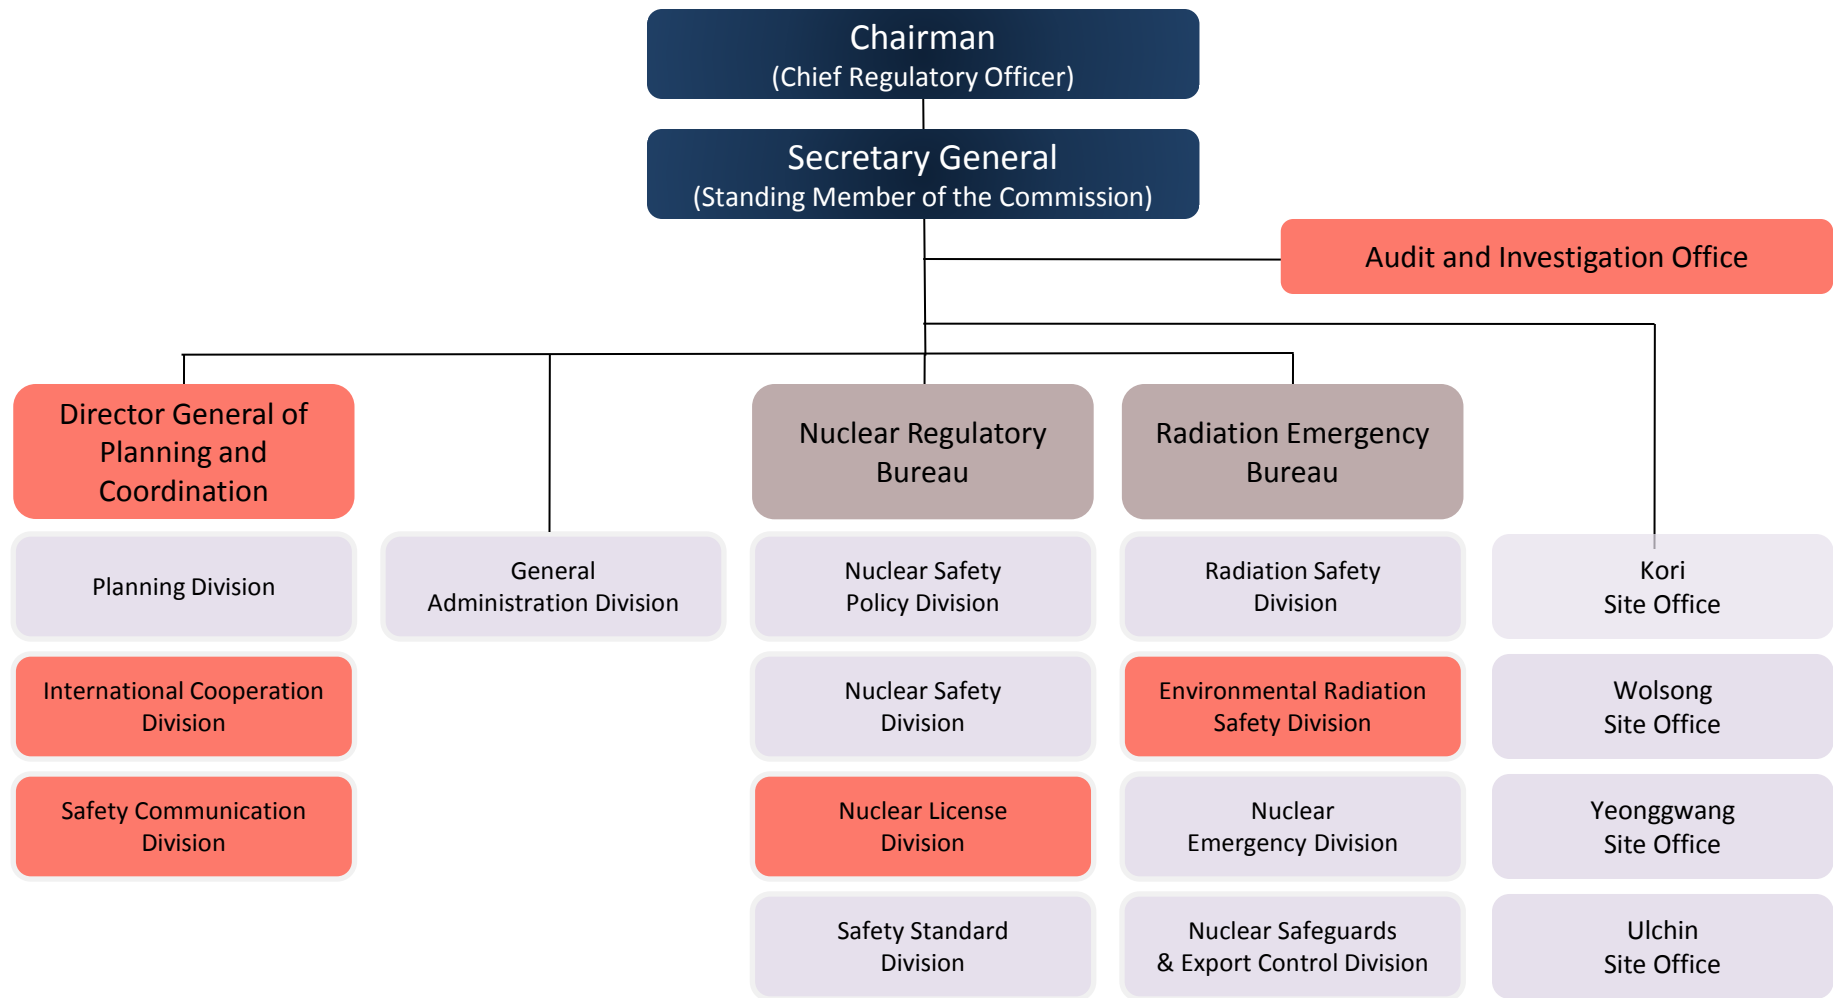 Chairman
(Chief Regulatory Officer)
Secretary General
(Standing Member of the Commission)
Audit and Investigation Office
Director General of
Planning and
Coordination
Nuclear Regulatory
Bureau
Radiation Emergency
Bureau
Planning Division
General
Administration Division
Nuclear Safety
Policy Division
Radiation Safety
Division
Kori
Site Office
International Cooperation
Division
Nuclear Safety
Division
Environmental Radiation
Safety Division
Wolsong
Site Office
Safety Communication
Division
Nuclear License
Division
Nuclear
Emergency Division
Yeonggwang
Site Office
Safety Standard
Division
Nuclear Safeguards
& Export Control Division
Ulchin
Site Office